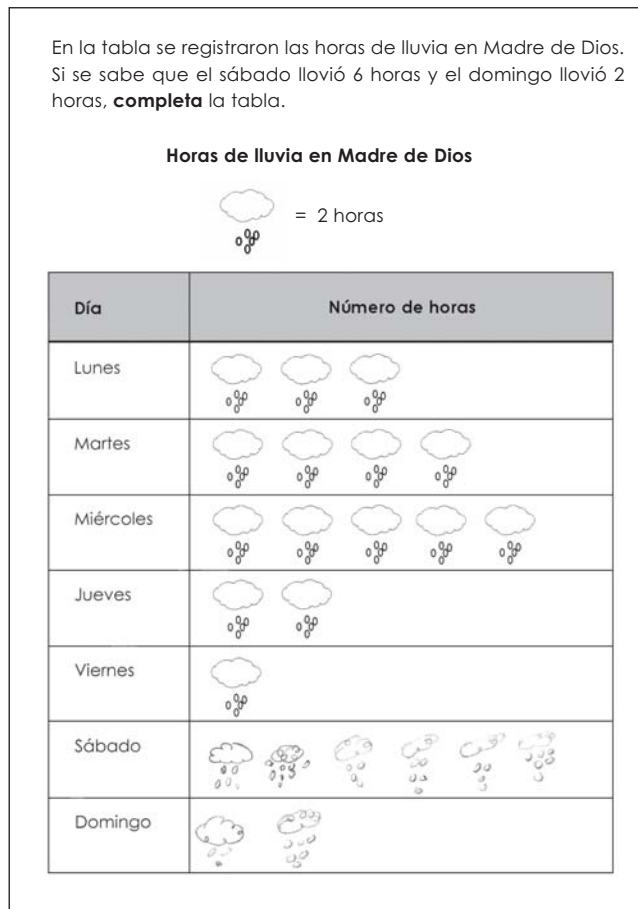 En la tabla se registraron las horas de lluvia en Madre de Dios.
Si se sabe que el sábado llovió 6 horas y el domingo llovió 2
horas, completa la tabla.
Horas de lluvia en Madre de Dios
= 2 horas
Día Número de horas
Lunes
Martes
Miércoles
Jueves
Viernes
Sábado
Domingo